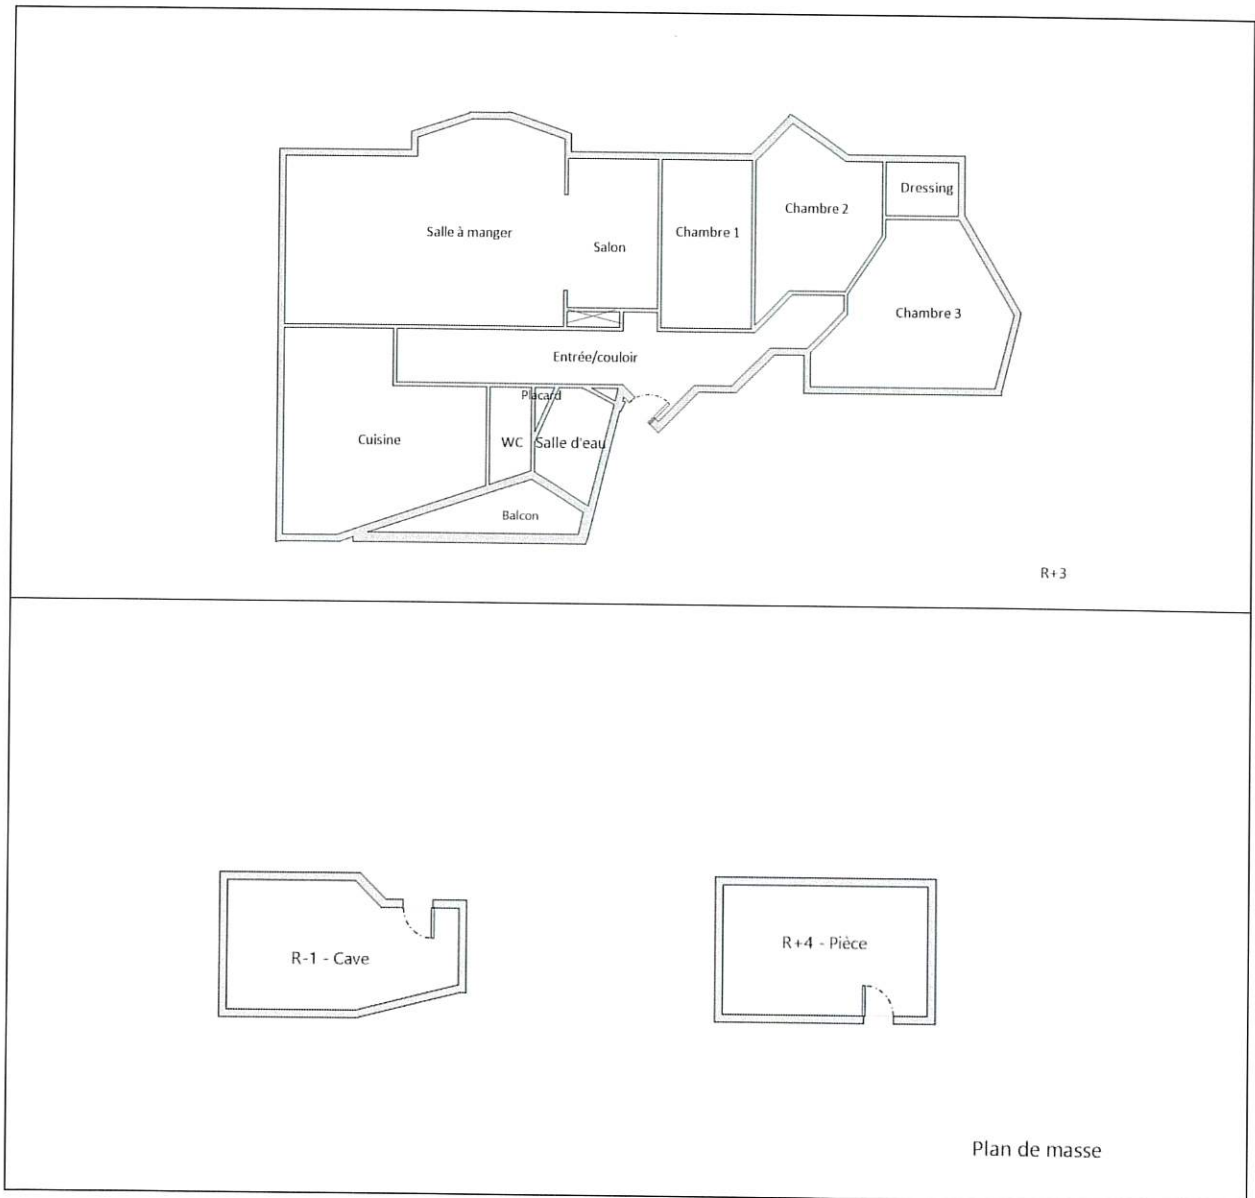 Dressing
Chambre 2
Salle à manger
Chambre 1
Salon
Chambre 3
Entrée/couloir
Placard
Cuisine
WC
Salle d'eau
Balcon
R+3
R-1 - Cave
R+4 - Pièce
Plan de masse